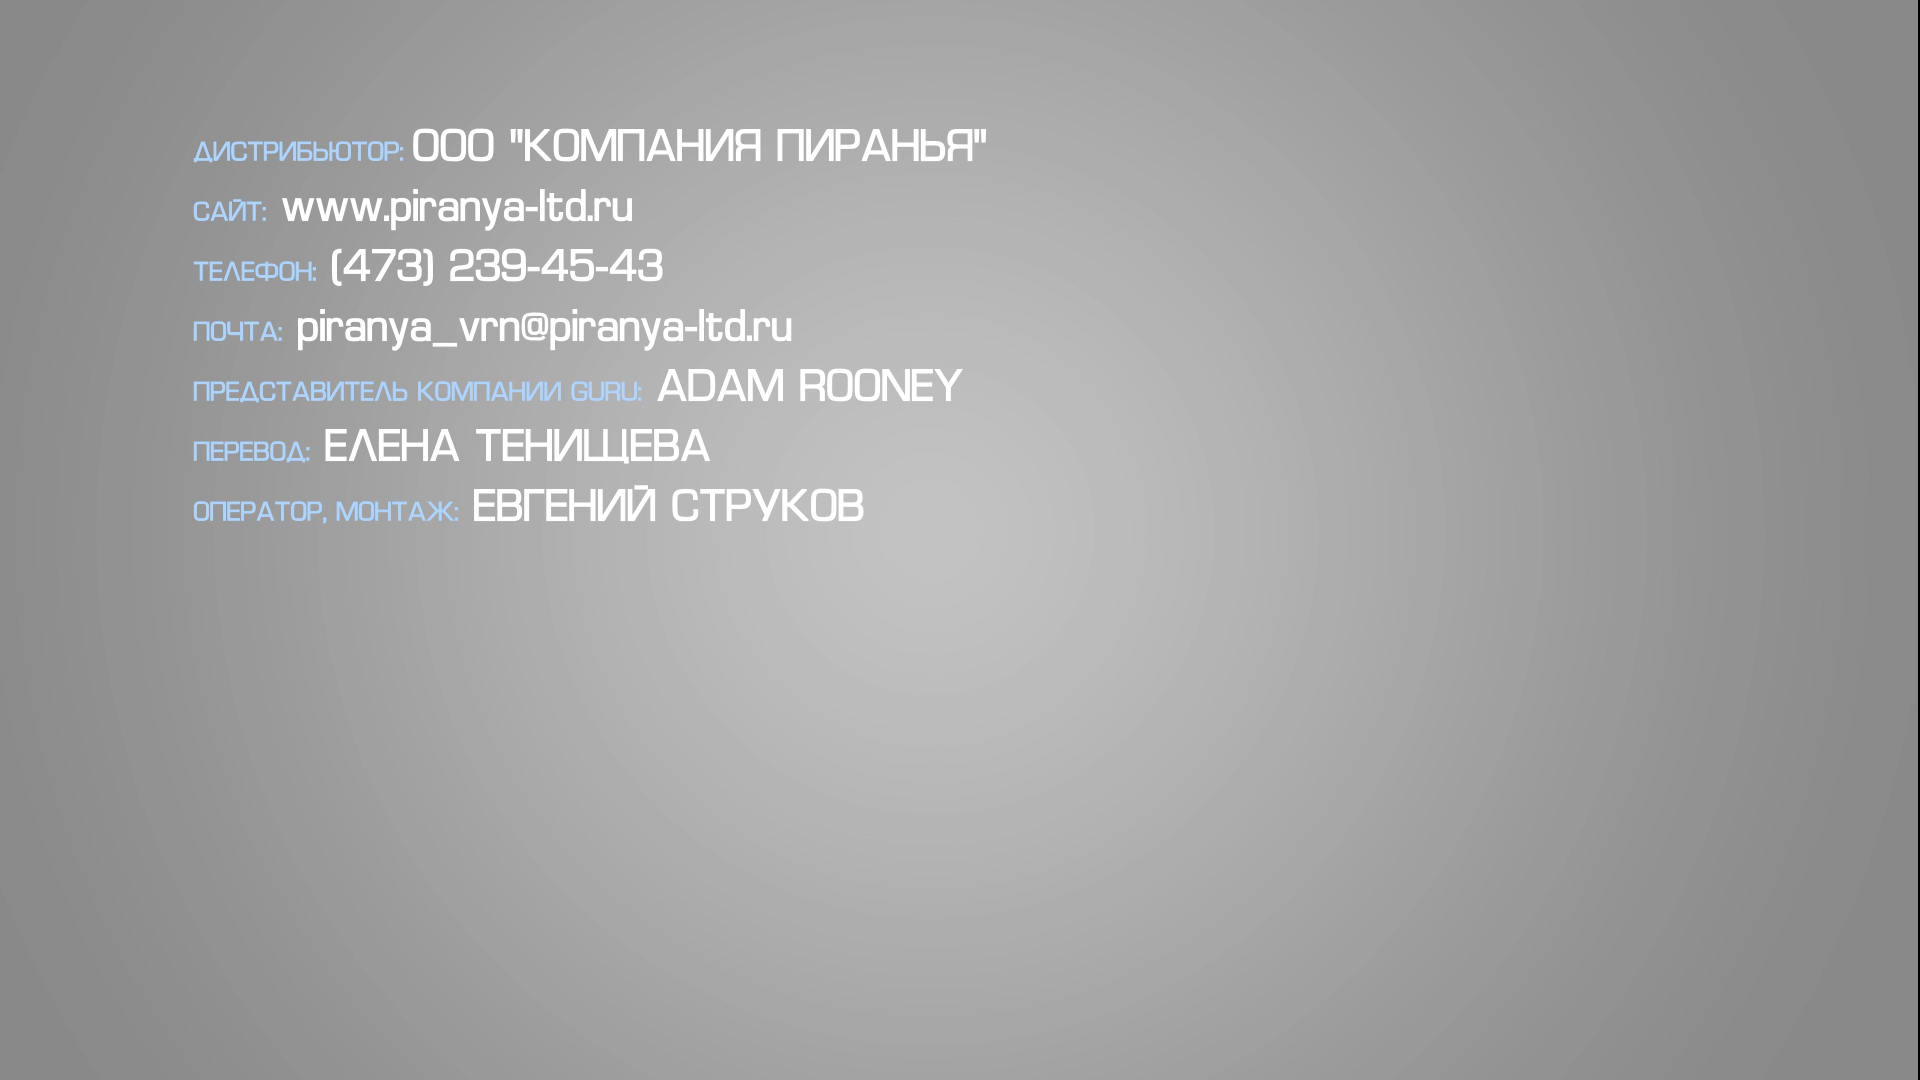 ДИСТРИБЬЮТОР: ООО "КОМПАНИЯ ПИРАНЬЯ"
САЙТ: www.piranya-ltd.ru
ТЕЛЕФОН: (473) 239-45-43
ПОЧТА: piranya_vrn@piranya-ltd.ru
ПРЕДСТАВИТЕЛЬ КОМПАНИИ GURU: ADAM ROONEY
ПЕРЕВОД: ЕЛЕНА ТЕНИЩЕВА
ОПЕРАТОР, МОНТАЖ: ЕВГЕНИЙ СТРУКОВ